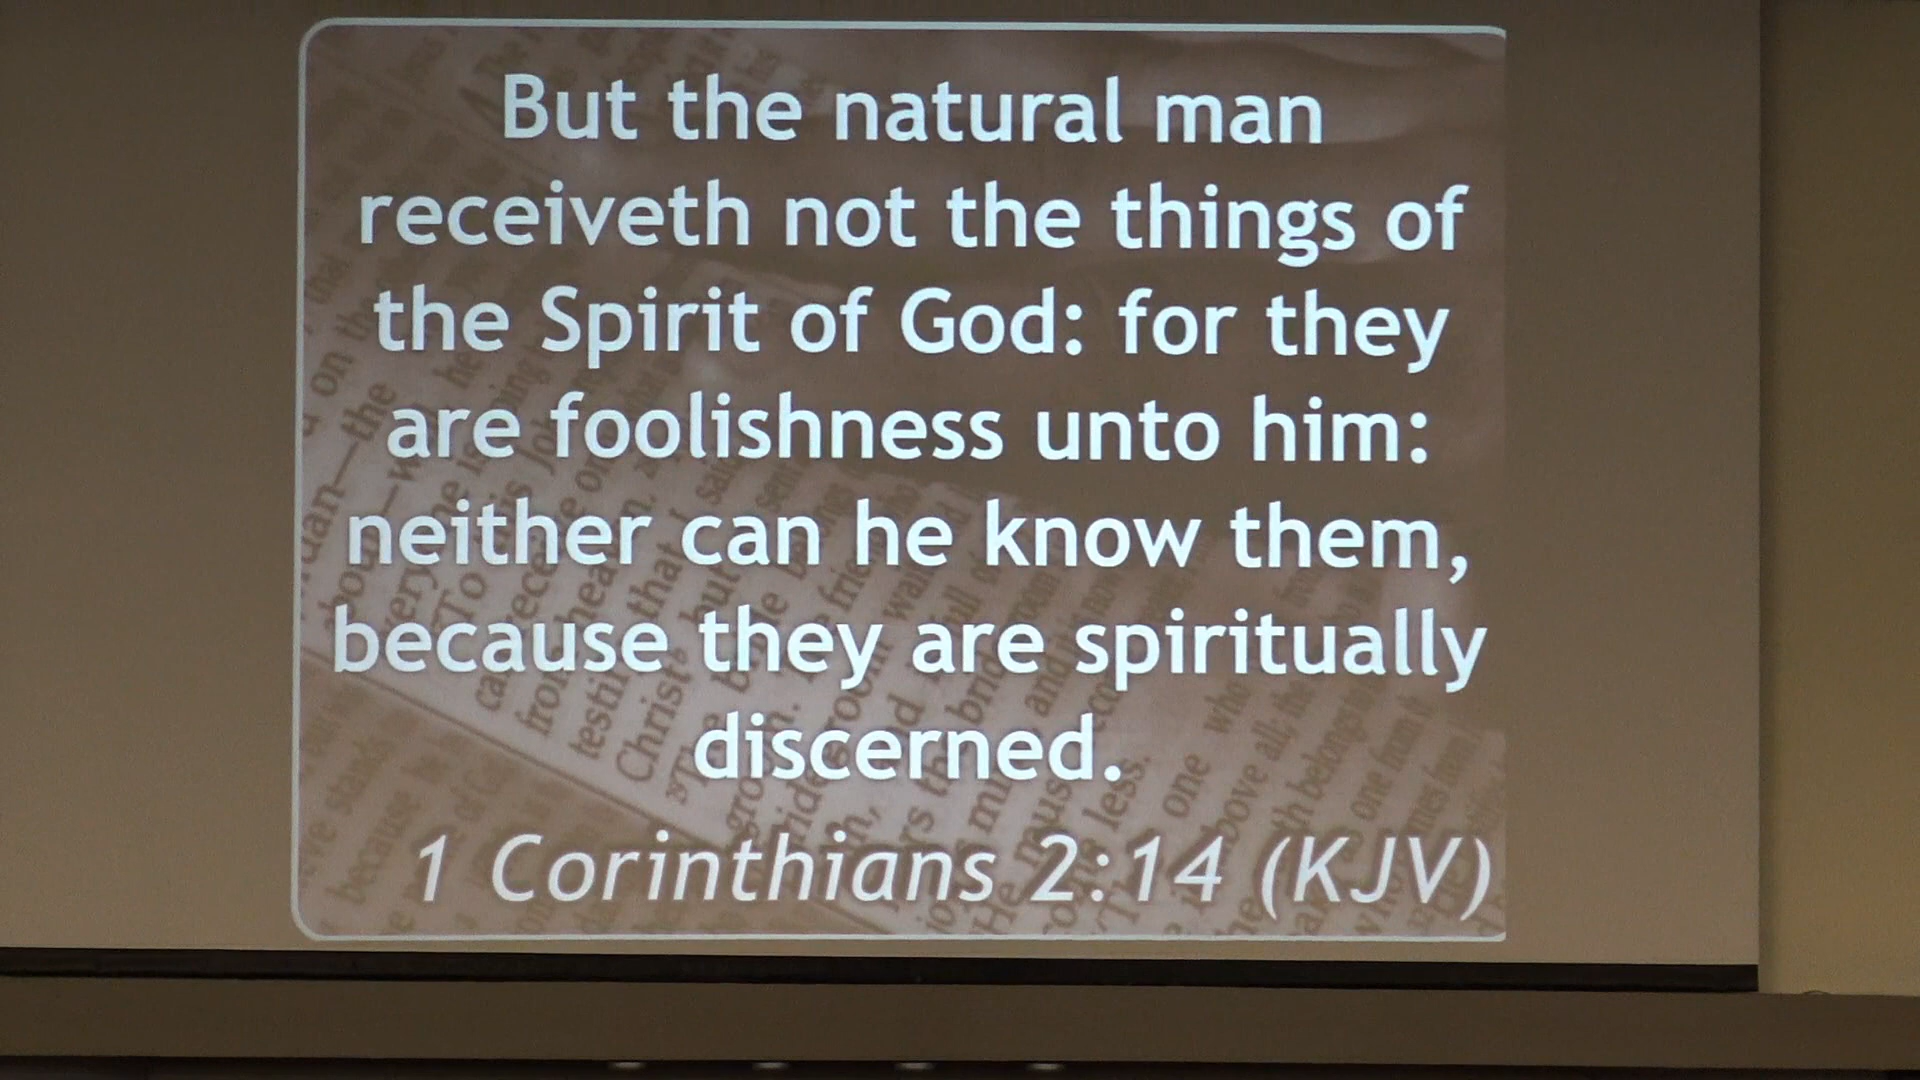 But the natural man
receiveth not the things of
the Spirit of God: for they
are foolishness unto him:
neither can he know them,
because they are spiritually
discerned.
1 Corinthians 2:14 (KJV)